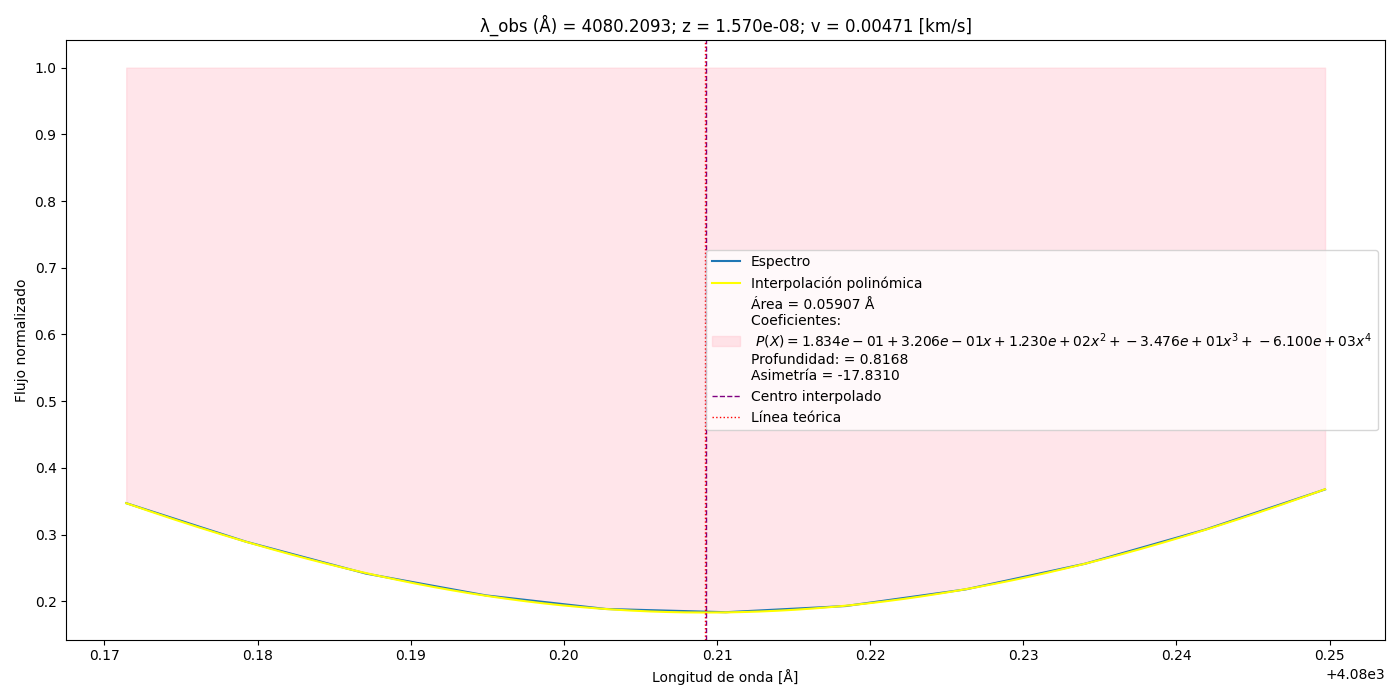 λ_obs (Å) = 4080.2093; z = 1.570e-08; v = 0.00471 [km/s]
Flujo normalizado
1.0
0.9
0.8
0.7
0.6
0.5
0.4
0.3
0.2
Espectro
Interpolación polinómica
Área = 0.05907 Å
Coeficientes:
P(X) = 1.834e − 01 + 3.206e − 01x + 1.230e + 02x² + −3.476e + 01x³ + −6.100e + 03x⁴
Profundidad: = 0.8168
Asimetría = -17.8310
Centro interpolado
Línea teórica
0.17 0.18 0.19 0.20 0.21 0.22 0.23 0.24 0.25
+4.08e3
Longitud de onda [Å]